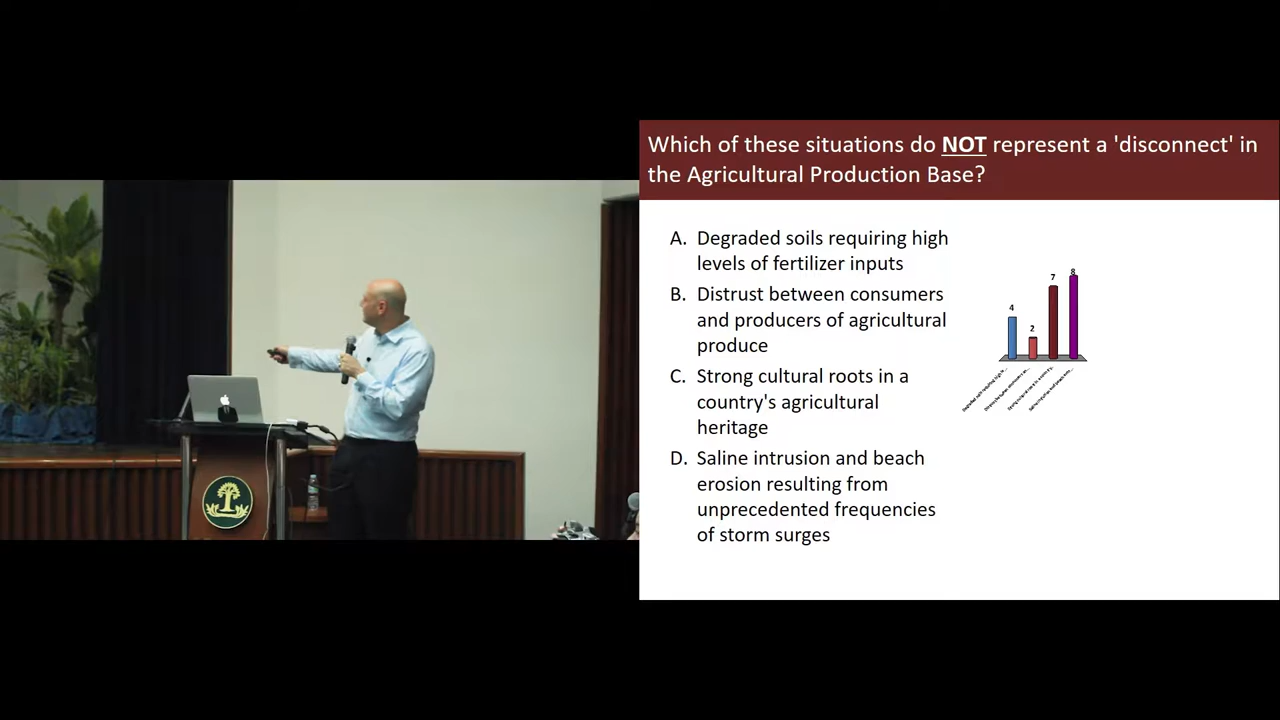 Which of these situations do NOT represent a 'disconnect' in
the Agricultural Production Base?
A. Degraded soils requiring high
levels of fertilizer inputs
B. Distrust between consumers
and producers of agricultural
produce
C. Strong cultural roots in a
country's agricultural
heritage
D. Saline intrusion and beach
erosion resulting from
unprecedented frequencies
of storm surges
4
2
7
8